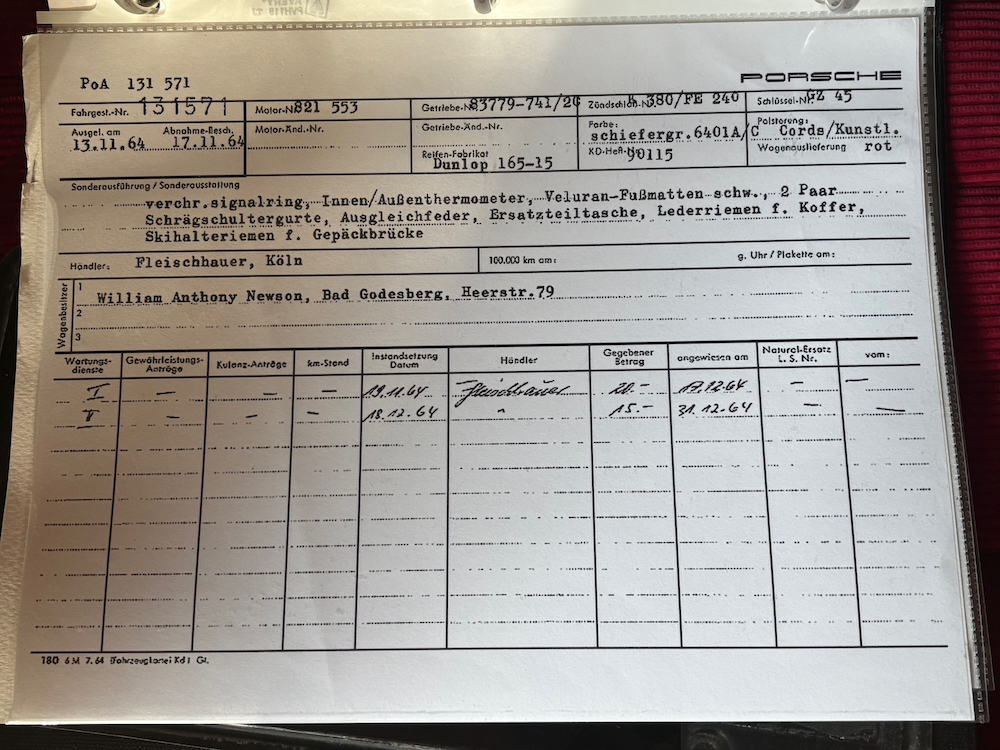 PoA 131 571
PORSCHE
Fahrgest.-Nr. 131571
Motor-Nr. 821 553
Getriebe-Nr. 83779-741/2G
Zündschloß-Nr. K 380/FE 240
Schlüssel-Nr. GZ 45
Ausgel. am
13.11.64
Abnahme-Besch.
17.11.64
Motor-Änd.-Nr.
Getriebe-Änd.-Nr.
Farbe:
schiefergr.6401A/C
Polsterung:
Cords/Kunstl.
Reifen-Fabrikat
Dunlop 165-15
KD-Heft-Nr. 90115
Wagenauslieferung rot
Sonderausführung / Sonderausstattung
verchr.signalring, Innen/Außenthermometer, Veluran-Fußmatten schw., 2 Paar
Schrägschultergurte, Ausgleichfeder, Ersatzteiltasche, Lederriemen f. Koffer,
Skihalteriemen f. Gepäckbrücke
Händler: Fleischhauer, Köln
100.000 km am:
g. Uhr / Plakette am:
Wagenbesitzer
1 William Anthony Newson, Bad Godesberg, Heerstr.79
2
3
Wartungs-dienste
Gewährleistungs-Anträge
Kulanz-Anträge
km-Stand
Instandsetzung Datum
Händler
Gegebener Betrag
angewiesen am
Natural-Ersatz L. S. Nr.
vom:
I — — — 19.11.64 Fleischhauer 20.- 17.12.64 — —
II — — — 18.12.64 " 15.- 31.12.64 — —
180 6 M 7. 64